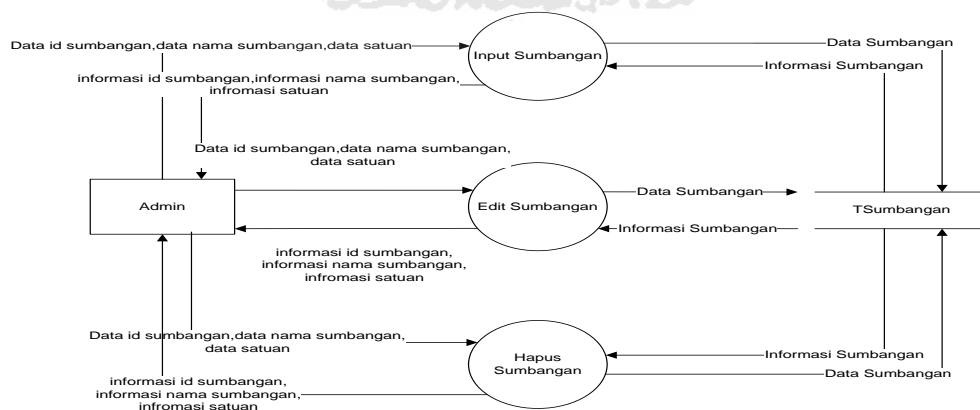 Data id sumbangan,data nama sumbangan,data satuan
Input Sumbangan
Data Sumbangan
Informasi Sumbangan
informasi id sumbangan,informasi nama sumbangan,
infromasi satuan
Data id sumbangan,data nama sumbangan,
data satuan
Admin
Edit Sumbangan
Data Sumbangan
TSumbangan
Informasi Sumbangan
informasi id sumbangan,
informasi nama sumbangan,
infromasi satuan
Data id sumbangan,data nama sumbangan,
data satuan
Hapus
Sumbangan
Informasi Sumbangan
Data Sumbangan
informasi id sumbangan,
informasi nama sumbangan,
infromasi satuan